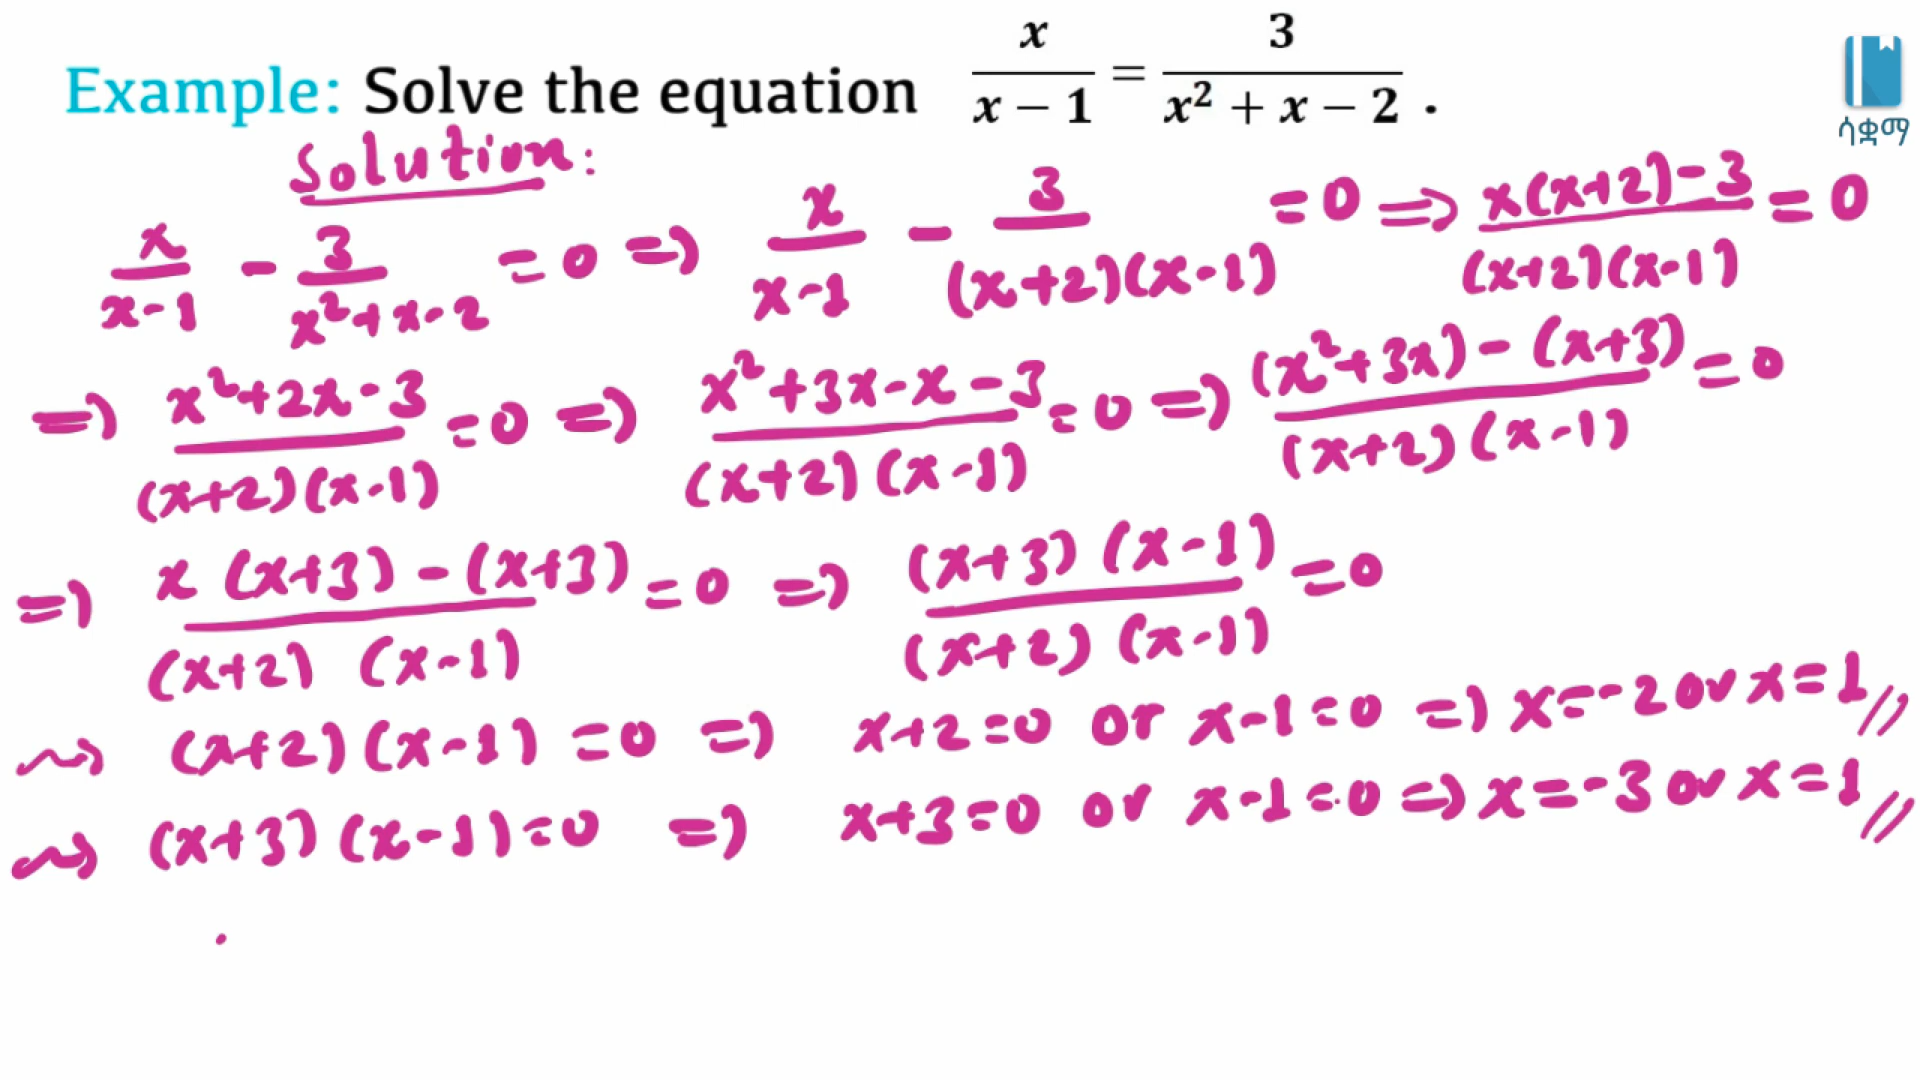 Example: Solve the equation x/(x − 1) = 3/(x² + x − 2) .
ሳቋማ
Solution:
x/(x-1) - 3/(x²+x-2) = 0 => x/(x-1) - 3/((x+2)(x-1)) = 0 => (x(x+2)-3)/((x+2)(x-1)) = 0
=> (x²+2x-3)/((x+2)(x-1)) = 0 => (x²+3x-x-3)/((x+2)(x-1)) = 0 => ((x²+3x)-(x+3))/((x+2)(x-1)) = 0
=> (x(x+3)-(x+3))/((x+2)(x-1)) = 0 => ((x+3)(x-1))/((x+2)(x-1)) = 0
⇝ (x+2)(x-1) = 0 => x+2=0 or x-1=0 => x=-2 or x=1//
⇝ (x+3)(x-1)=0 => x+3=0 or x-1=0 => x=-3 or x=1//